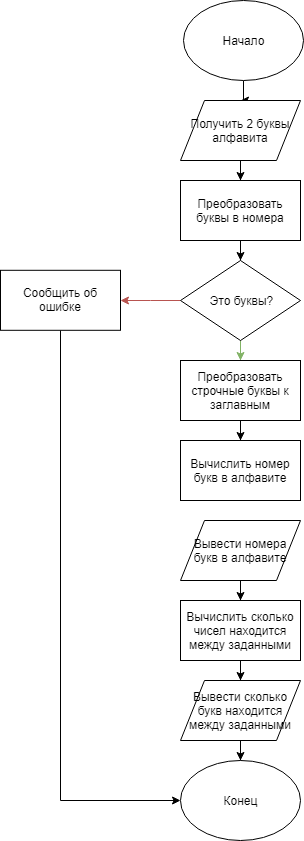 Начало
Получить 2 буквы
алфавита
Преобразовать
буквы в номера
Это буквы?
Сообщить об
ошибке
Преобразовать
строчные буквы к
заглавным
Вычислить номер
букв в алфавите
Вывести номера
букв в алфавите
Вычислить сколько
чисел находится
между заданными
Вывести сколько
букв находится
между заданными
Конец